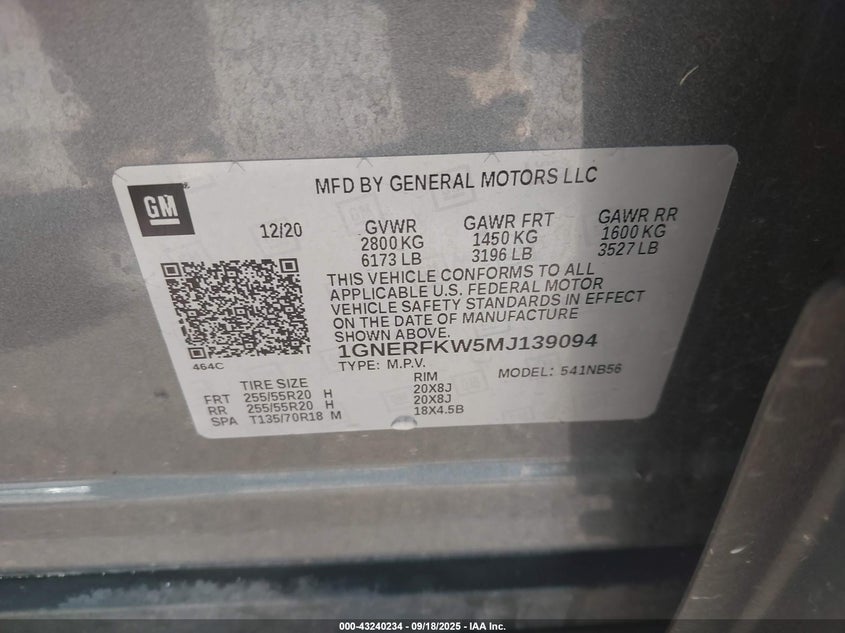 GM
MFD BY GENERAL MOTORS LLC
12/20 GVWR GAWR FRT GAWR RR
2800 KG 1450 KG 1600 KG
6173 LB 3196 LB 3527 LB
THIS VEHICLE CONFORMS TO ALL
APPLICABLE U.S. FEDERAL MOTOR
VEHICLE SAFETY STANDARDS IN EFFECT
ON THE DATE OF MANUFACTURE
SHOWN ABOVE.
1GNERFKW5MJ139094
464C
TYPE: M.P.V. MODEL: 541NB56
TIRE SIZE RIM
FRT 255/55R20 H 20X8J
RR 255/55R20 H 20X8J
SPA T135/70R18 M 18X4.5B
000-43240234 - 09/18/2025 - IAA Inc.